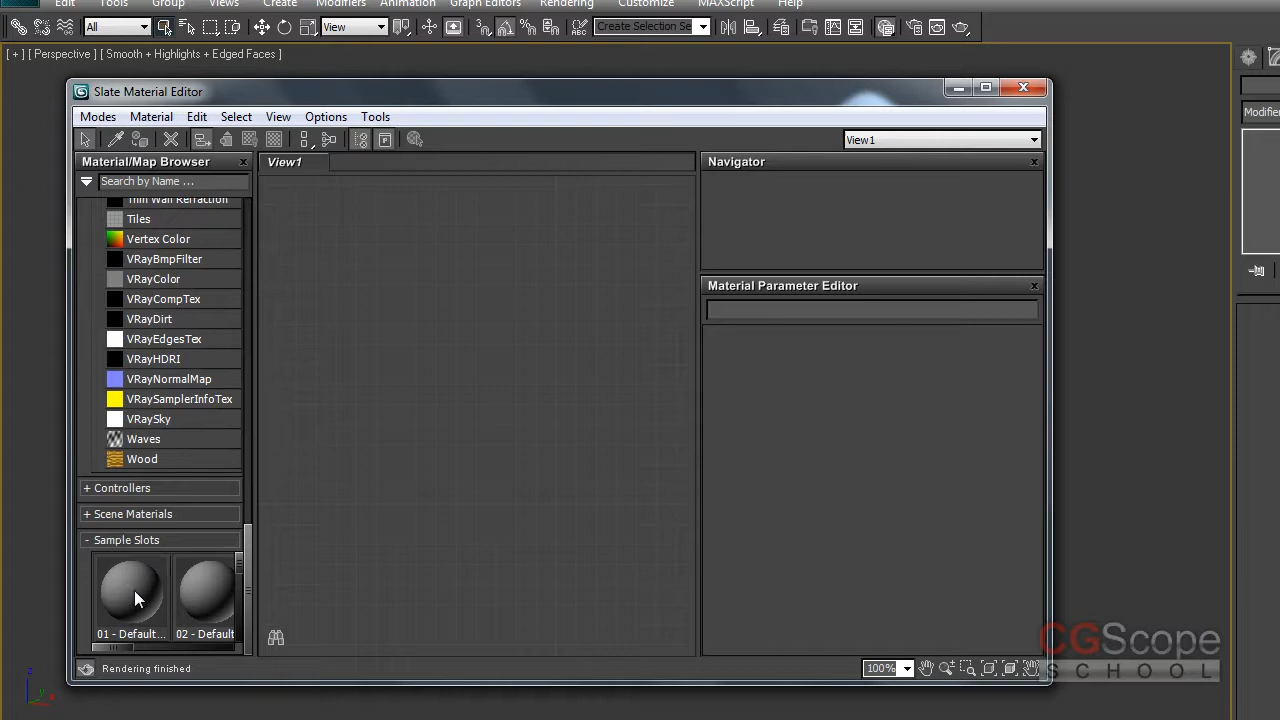 Edit Tools Group Views Create Modifiers Animation Graph Editors Rendering Customize MAXScript Help
All View Create Selection Se
[ + ] [ Perspective ] [ Smooth + Highlights + Edged Faces ]
Slate Material Editor
Modes Material Edit Select View Options Tools
View1
Material/Map Browser View1 Navigator
Search by Name ...
Thin Wall Refraction
Tiles
Vertex Color
VRayBmpFilter
VRayColor
Material Parameter Editor
VRayCompTex
VRayDirt
VRayEdgesTex
VRayHDRI
VRayNormalMap
VRaySamplerInfoTex
VRaySky
Waves
Wood
+ Controllers
+ Scene Materials
- Sample Slots
01 - Default... 02 - Default
Rendering finished
100%
Modifier
CGScope
SCHOOL
z
y
x